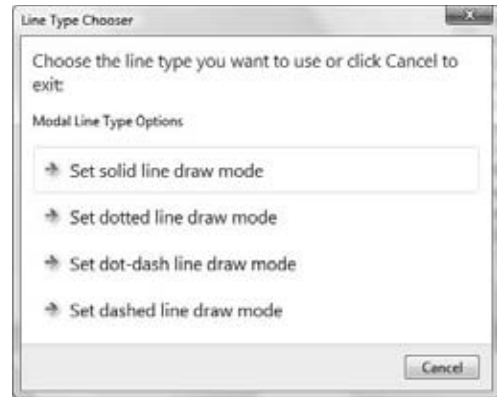 Line Type Chooser
Choose the line type you want to use or click Cancel to
exit:
Modal Line Type Options
Set solid line draw mode
Set dotted line draw mode
Set dot-dash line draw mode
Set dashed line draw mode
Cancel